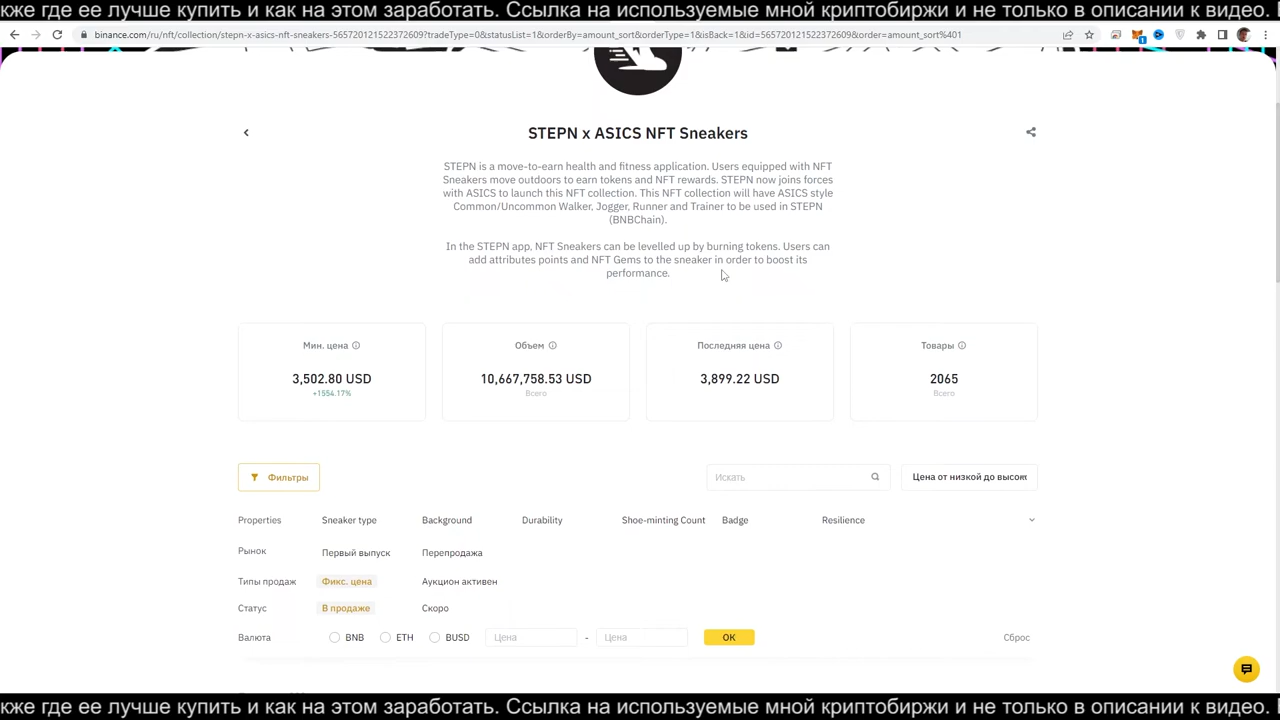 кже где ее лучше купить и как на этом заработать. Ссылка на используемые мной криптобиржи и не только в описании к видео.
binance.com/ru/nft/collection/stepn-x-asics-nft-sneakers-565720121522372609?tradeType=0&statusList=1&orderBy=amount_sort&orderType=1&isBack=1&id=565720121522372609&order=amount_sort%401
STEPN x ASICS NFT Sneakers
STEPN is a move-to-earn health and fitness application. Users equipped with NFT
Sneakers move outdoors to earn tokens and NFT rewards. STEPN now joins forces
with ASICS to launch this NFT collection. This NFT collection will have ASICS style
Common/Uncommon Walker, Jogger, Runner and Trainer to be used in STEPN
(BNBChain).
In the STEPN app, NFT Sneakers can be levelled up by burning tokens. Users can
add attributes points and NFT Gems to the sneaker in order to boost its
performance.
Мин. цена Объем Последняя цена Товары
3,502.80 USD 10,667,758.53 USD 3,899.22 USD 2065
+1554.17% Всего Всего
Фильтры Искать Цена от низкой до высок
Properties Sneaker type Background Durability Shoe-minting Count Badge Resilience
Рынок Первый выпуск Перепродажа
Типы продаж Фикс. цена Аукцион активен
Статус В продаже Скоро
Валюта BNB ETH BUSD Цена - Цена ОК Сброс
кже где ее лучше купить и как на этом заработать. Ссылка на используемые мной криптобиржи и не только в описании к видео.